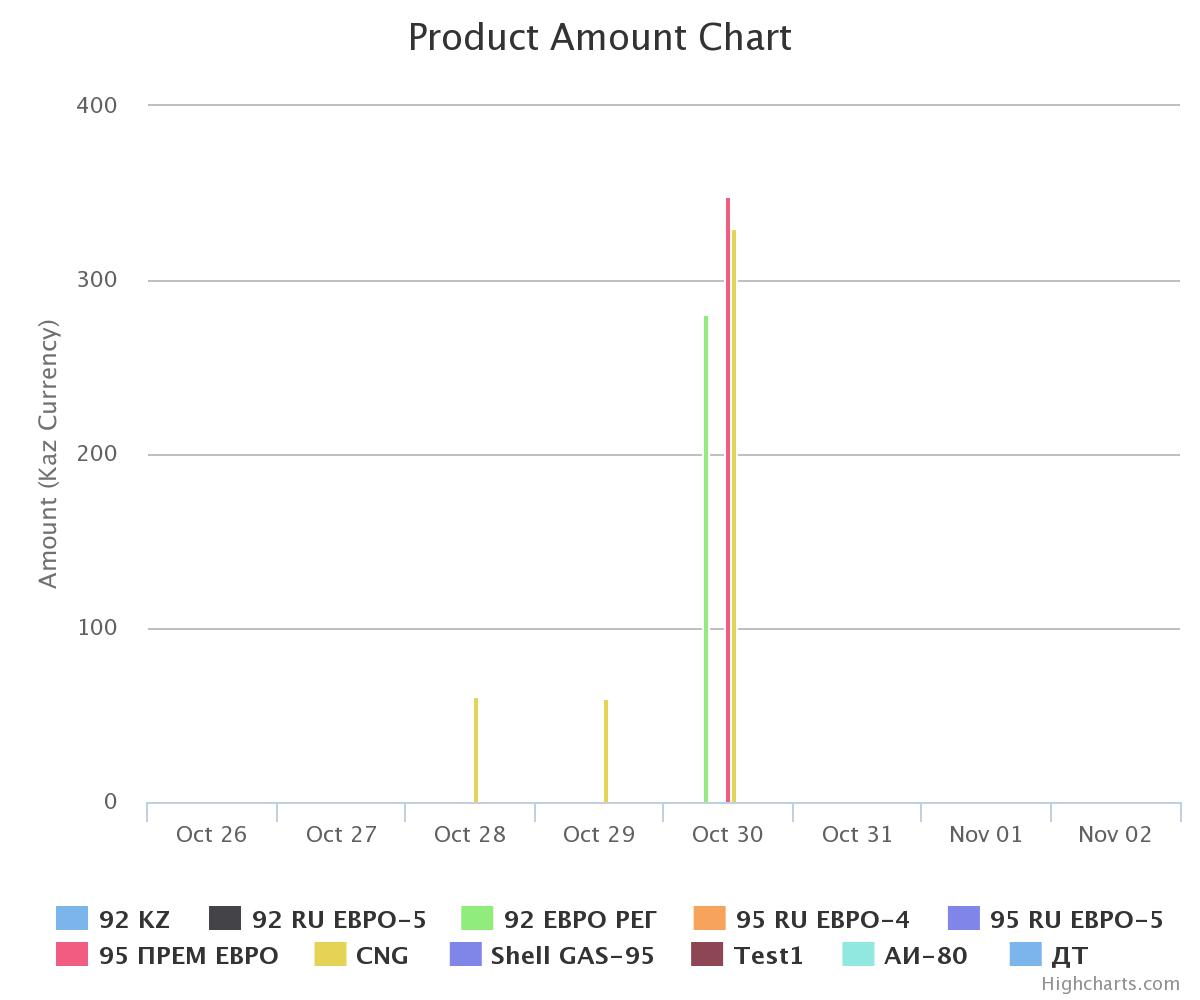 Product Amount Chart
400
300
200
100
0
Amount (Kaz Currency)
Oct 26 Oct 27 Oct 28 Oct 29 Oct 30 Oct 31 Nov 01 Nov 02
92 KZ 92 RU ЕВРО-5 92 ЕВРО РЕГ 95 RU ЕВРО-4 95 RU ЕВРО-5
95 ПРЕМ ЕВРО CNG Shell GAS-95 Test1 АИ-80 ДТ
Highcharts.com